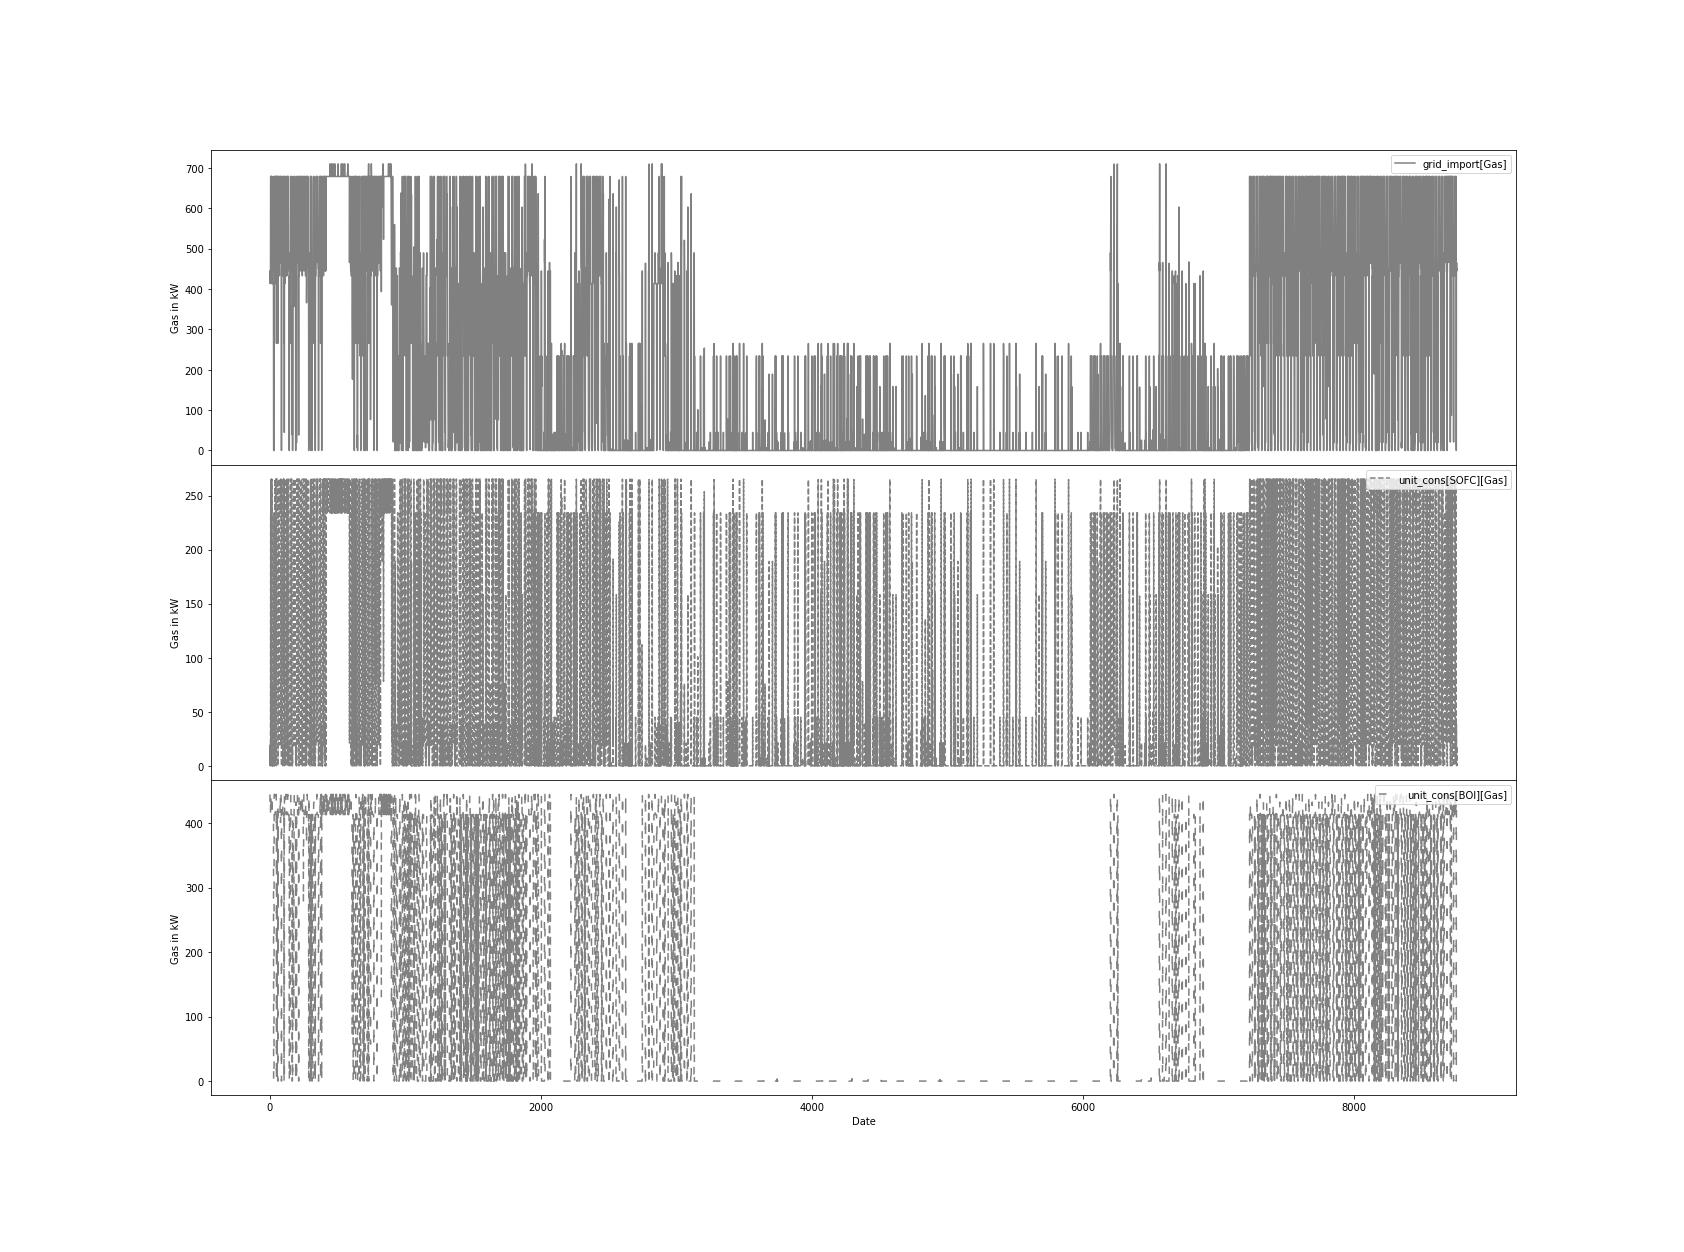 grid_import[Gas]
700
600
500
400
300
200
100
0
Gas in kW
unit_cons[SOFC][Gas]
250
200
150
100
50
0
Gas in kW
unit_cons[BOI][Gas]
400
300
200
100
0
Gas in kW
0 2000 4000 6000 8000
Date